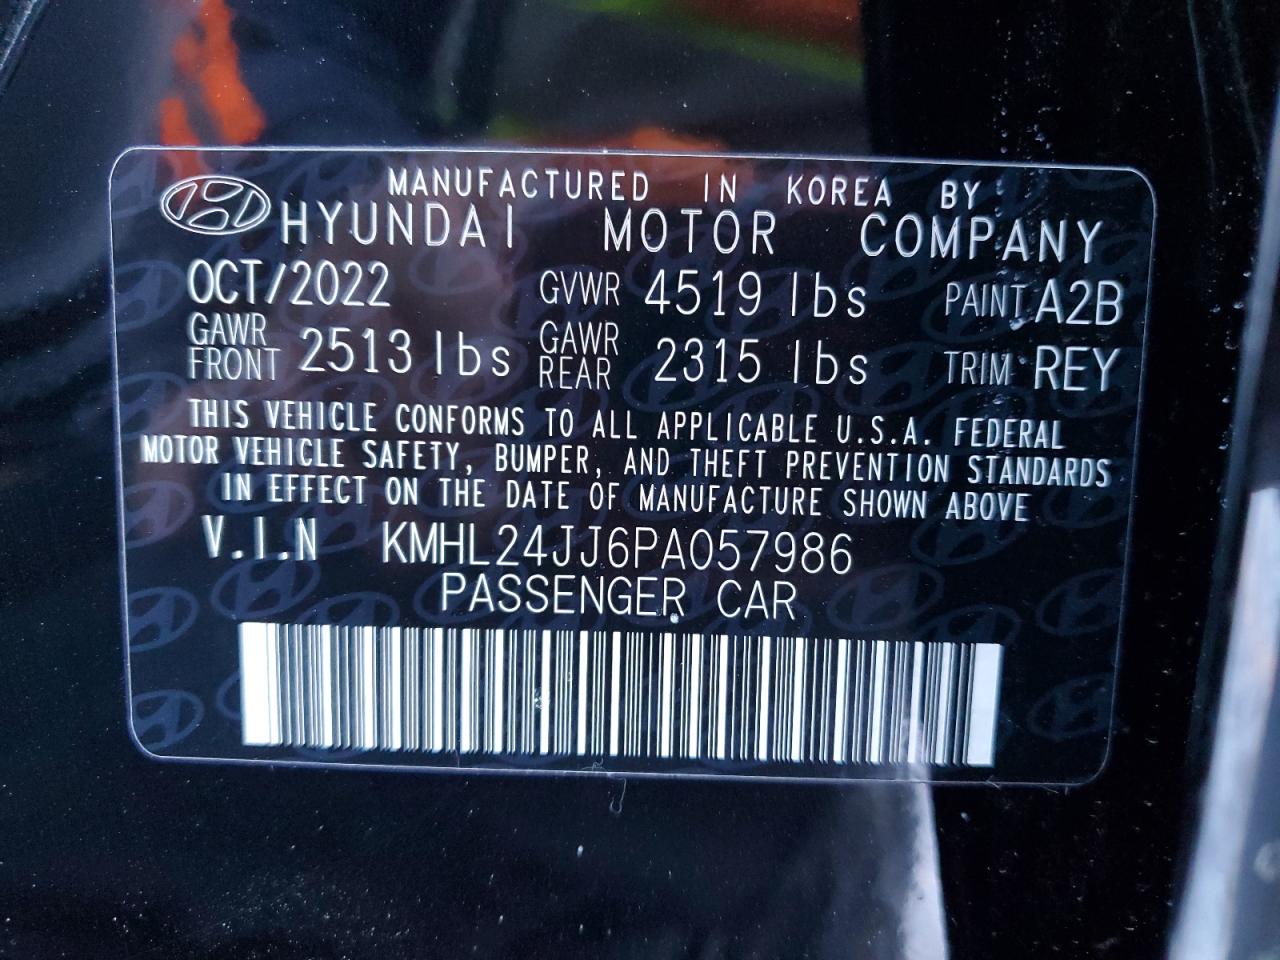 MANUFACTURED IN KOREA BY
HYUNDAI MOTOR COMPANY
OCT/2022 GVWR 4519 lbs PAINT A2B
GAWR FRONT 2513 lbs GAWR REAR 2315 lbs TRIM REY
THIS VEHICLE CONFORMS TO ALL APPLICABLE U.S.A. FEDERAL
MOTOR VEHICLE SAFETY, BUMPER, AND THEFT PREVENTION STANDARDS
IN EFFECT ON THE DATE OF MANUFACTURE SHOWN ABOVE
V.I.N KMHL24JJ6PA057986
PASSENGER CAR